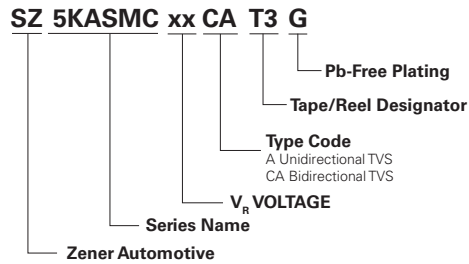 SZ 5KASMC xx CA T3 G
Pb-Free Plating
Tape/Reel Designator
Type Code
A Unidirectional TVS
CA Bidirectional TVS
VR VOLTAGE
Series Name
Zener Automotive